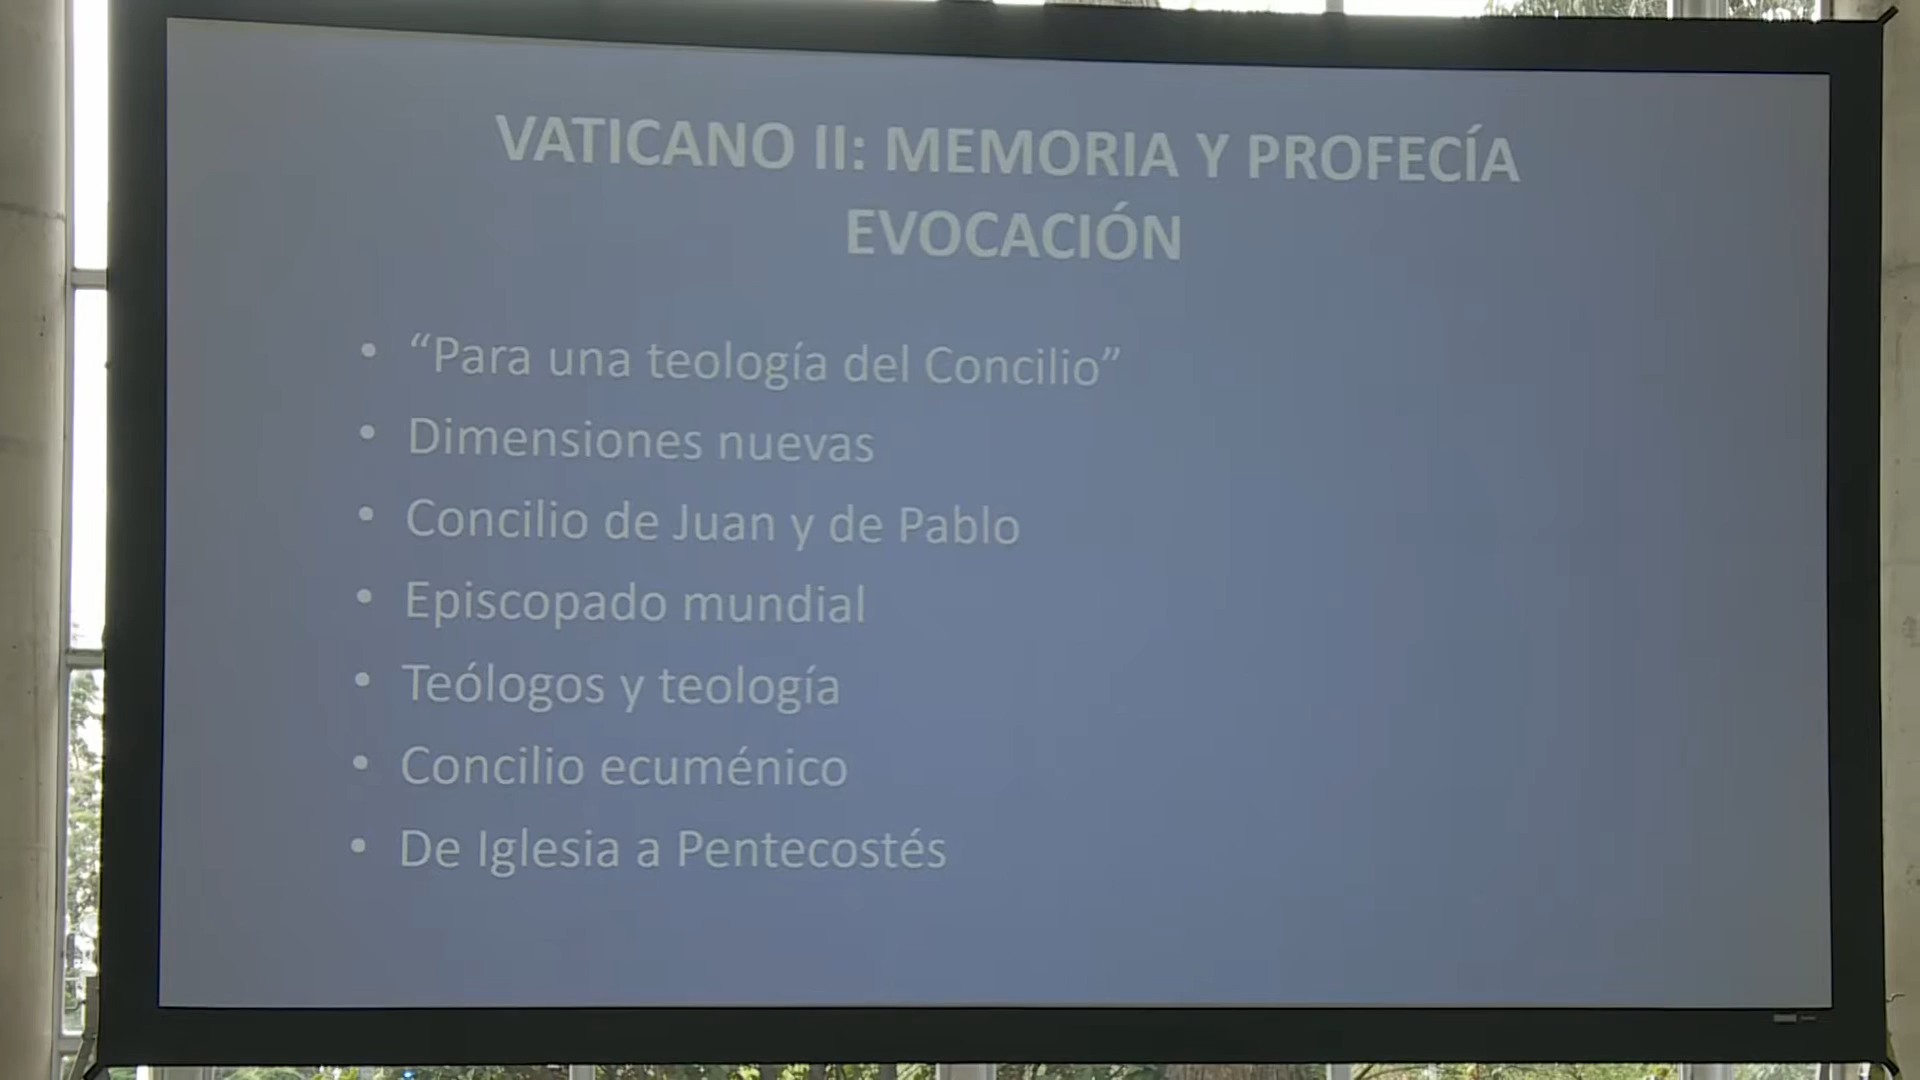 VATICANO II: MEMORIA Y PROFECÍA
EVOCACIÓN
• “Para una teología del Concilio”
• Dimensiones nuevas
• Concilio de Juan y de Pablo
• Episcopado mundial
• Teólogos y teología
• Concilio ecuménico
• De Iglesia a Pentecostés